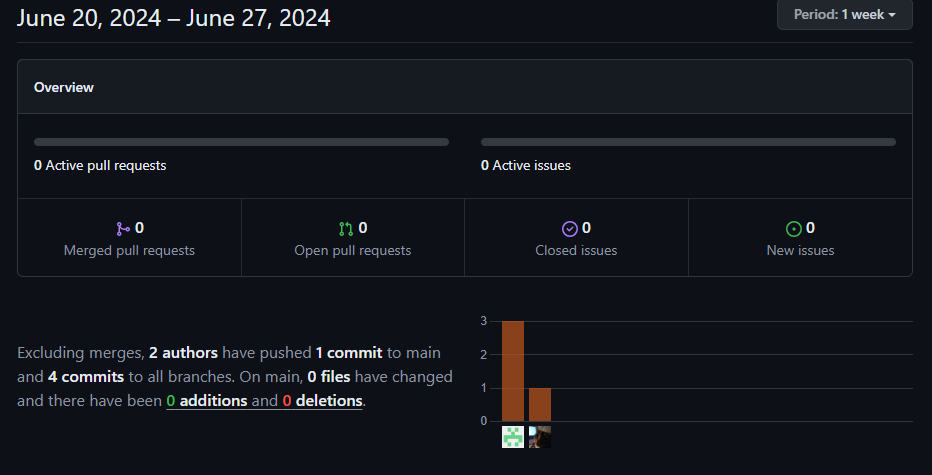 June 20, 2024 – June 27, 2024
Period: 1 week
Overview
0 Active pull requests
0 Active issues
0
Merged pull requests
0
Open pull requests
0
Closed issues
0
New issues
Excluding merges, 2 authors have pushed 1 commit to main
and 4 commits to all branches. On main, 0 files have changed
and there have been 0 additions and 0 deletions.
3
2
1
0